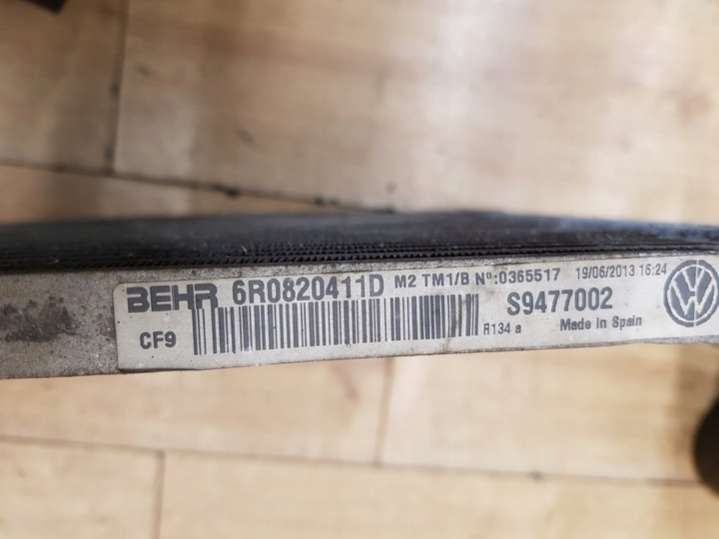 BEHR 6R0820411D M2 TM1/B Nº:0365517 19/06/2013 16:24
S9477002
CF9 R134 a Made In Spain